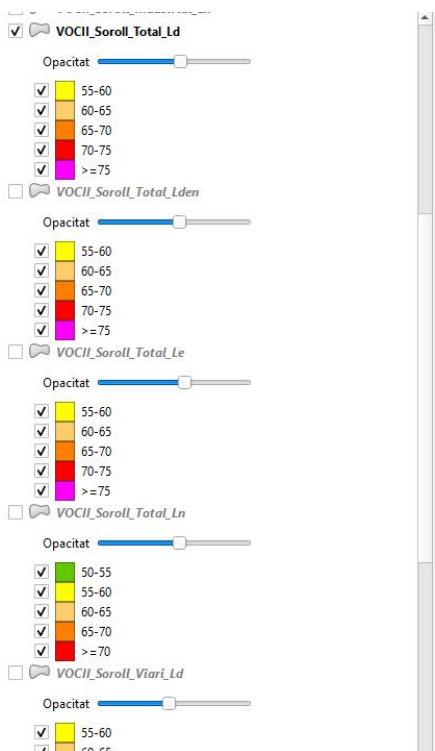 VOCII_Soroll_Total_Ld
Opacitat
55-60
60-65
65-70
70-75
>=75
VOCII_Soroll_Total_Lden
Opacitat
55-60
60-65
65-70
70-75
>=75
VOCII_Soroll_Total_Le
Opacitat
55-60
60-65
65-70
70-75
>=75
VOCII_Soroll_Total_Ln
Opacitat
50-55
55-60
60-65
65-70
>=70
VOCII_Soroll_Viari_Ld
Opacitat
55-60